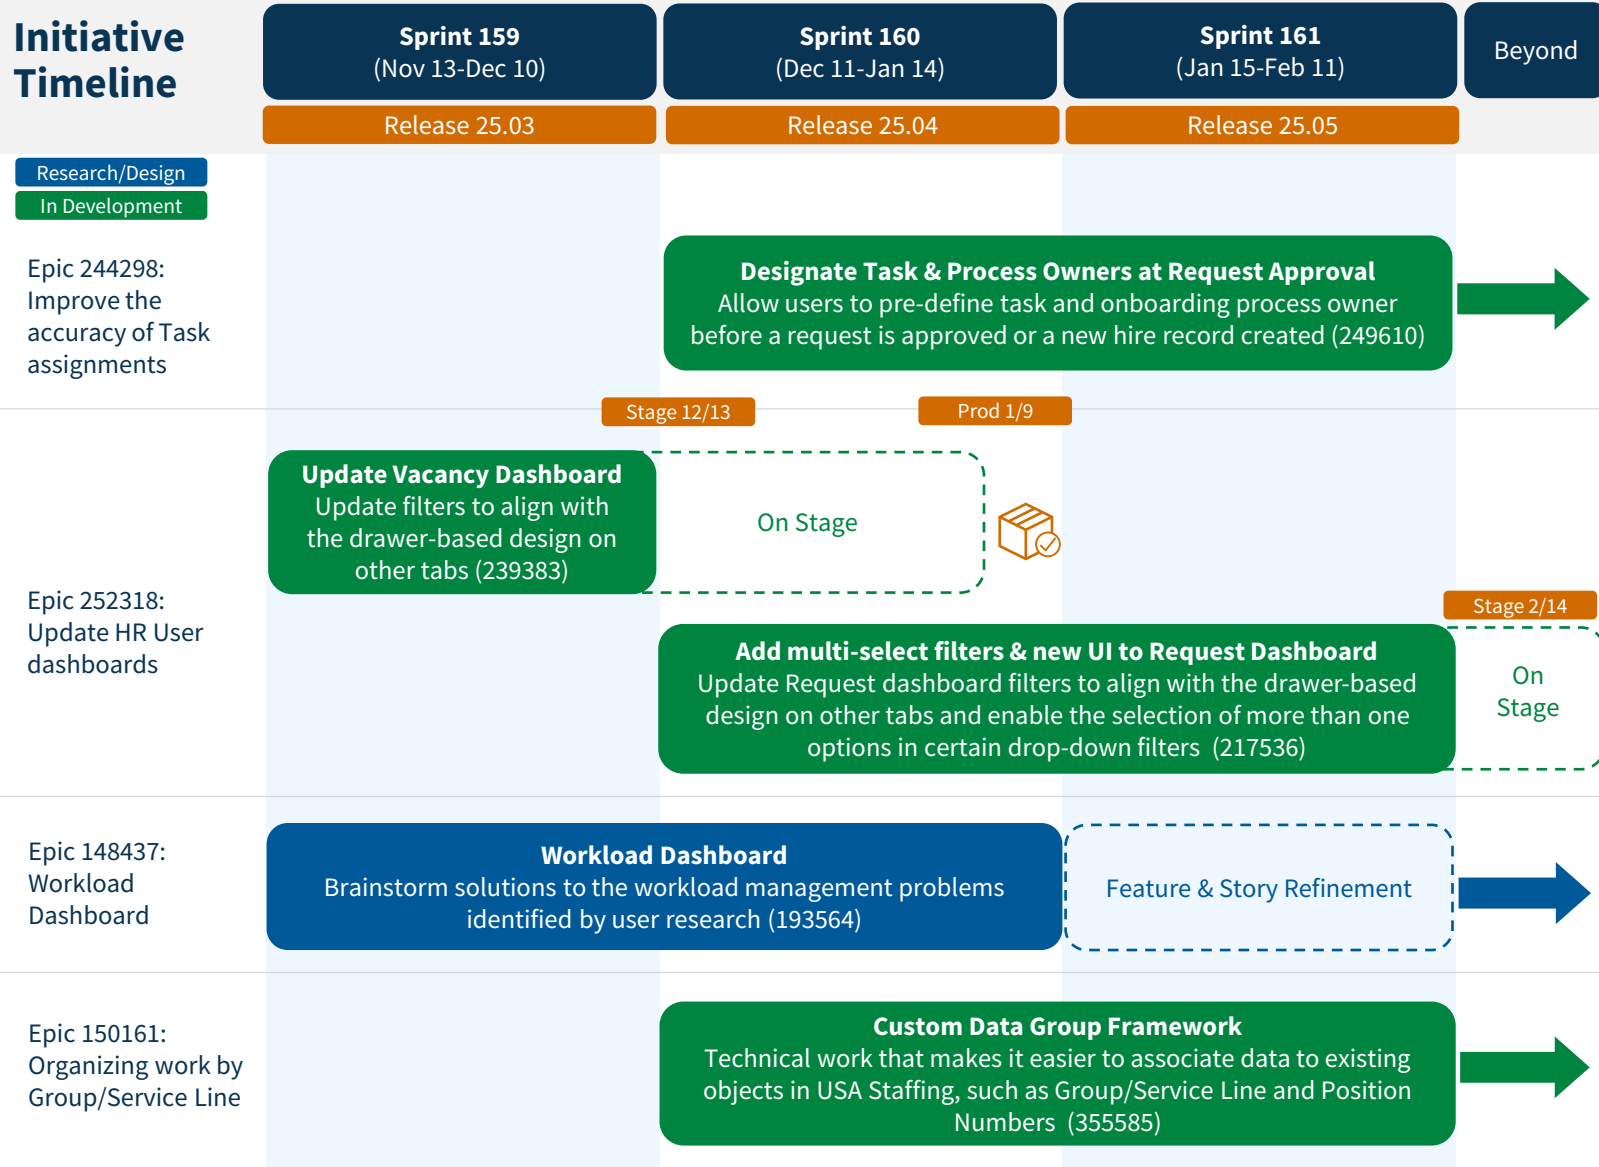 Initiative
Timeline
Sprint 159
(Nov 13-Dec 10)
Sprint 160
(Dec 11-Jan 14)
Sprint 161
(Jan 15-Feb 11)
Beyond
Release 25.03
Release 25.04
Release 25.05
Research/Design
In Development
Epic 244298:
Improve the
accuracy of Task
assignments
Designate Task & Process Owners at Request Approval
Allow users to pre-define task and onboarding process owner
before a request is approved or a new hire record created (249610)
Stage 12/13
Prod 1/9
Epic 252318:
Update HR User
dashboards
Update Vacancy Dashboard
Update filters to align with
the drawer-based design on
other tabs (239383)
On Stage
Stage 2/14
Add multi-select filters & new UI to Request Dashboard
Update Request dashboard filters to align with the drawer-based
design on other tabs and enable the selection of more than one
options in certain drop-down filters (217536)
On
Stage
Epic 148437:
Workload
Dashboard
Workload Dashboard
Brainstorm solutions to the workload management problems
identified by user research (193564)
Feature & Story Refinement
Epic 150161:
Organizing work by
Group/Service Line
Custom Data Group Framework
Technical work that makes it easier to associate data to existing
objects in USA Staffing, such as Group/Service Line and Position
Numbers (355585)